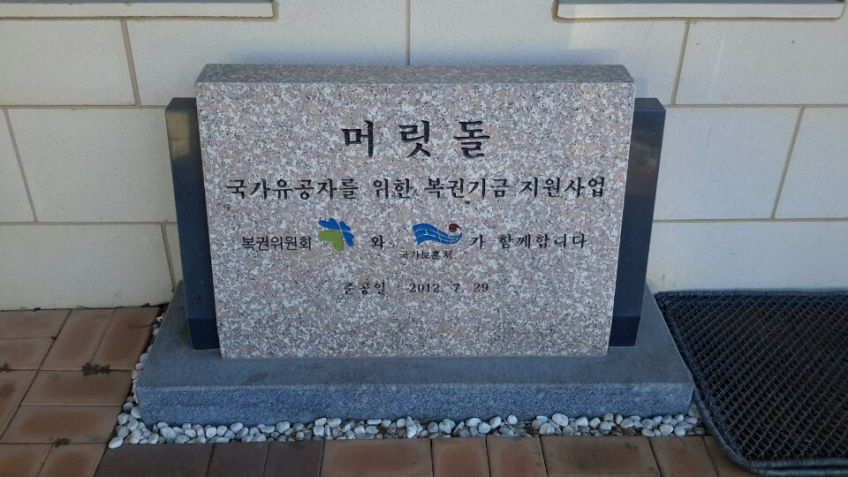 머릿돌
국가유공자를 위한 복권기금 지원사업
복권위원회 와 국가보훈처 가 함께합니다
준공일 : 2012. 7. 29